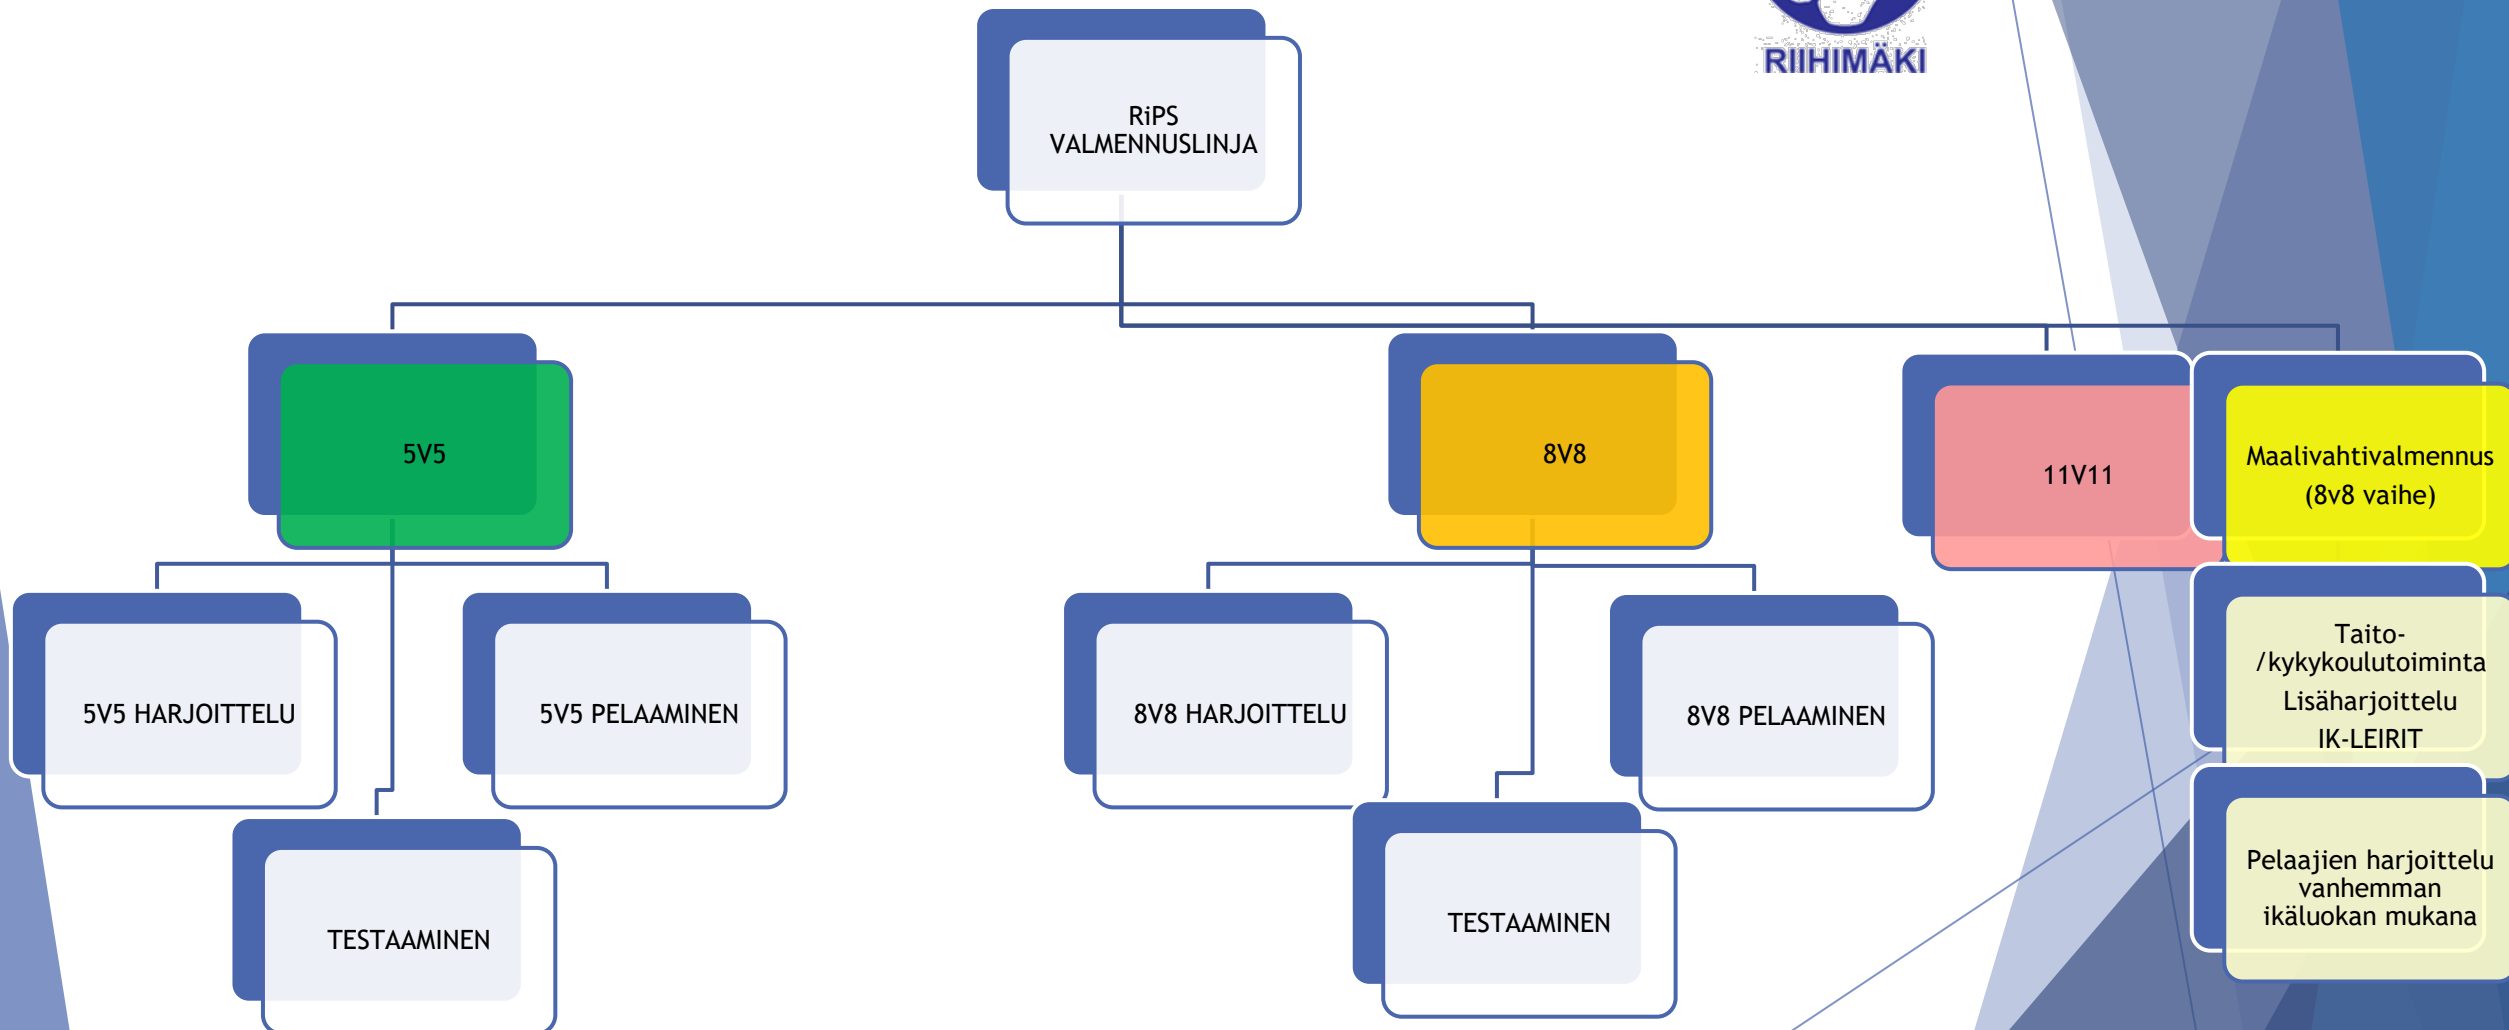 RIIHIMÄKI
RiPS
VALMENNUSLINJA
5V5
8V8
11V11
Maalivahtivalmennus
(8v8 vaihe)
5V5 HARJOITTELU
5V5 PELAAMINEN
8V8 HARJOITTELU
8V8 PELAAMINEN
Taito-
/kykykoulutoiminta
Lisäharjoittelu
IK-LEIRIT
TESTAAMINEN
TESTAAMINEN
Pelaajien harjoittelu
vanhemman
ikäluokan mukana